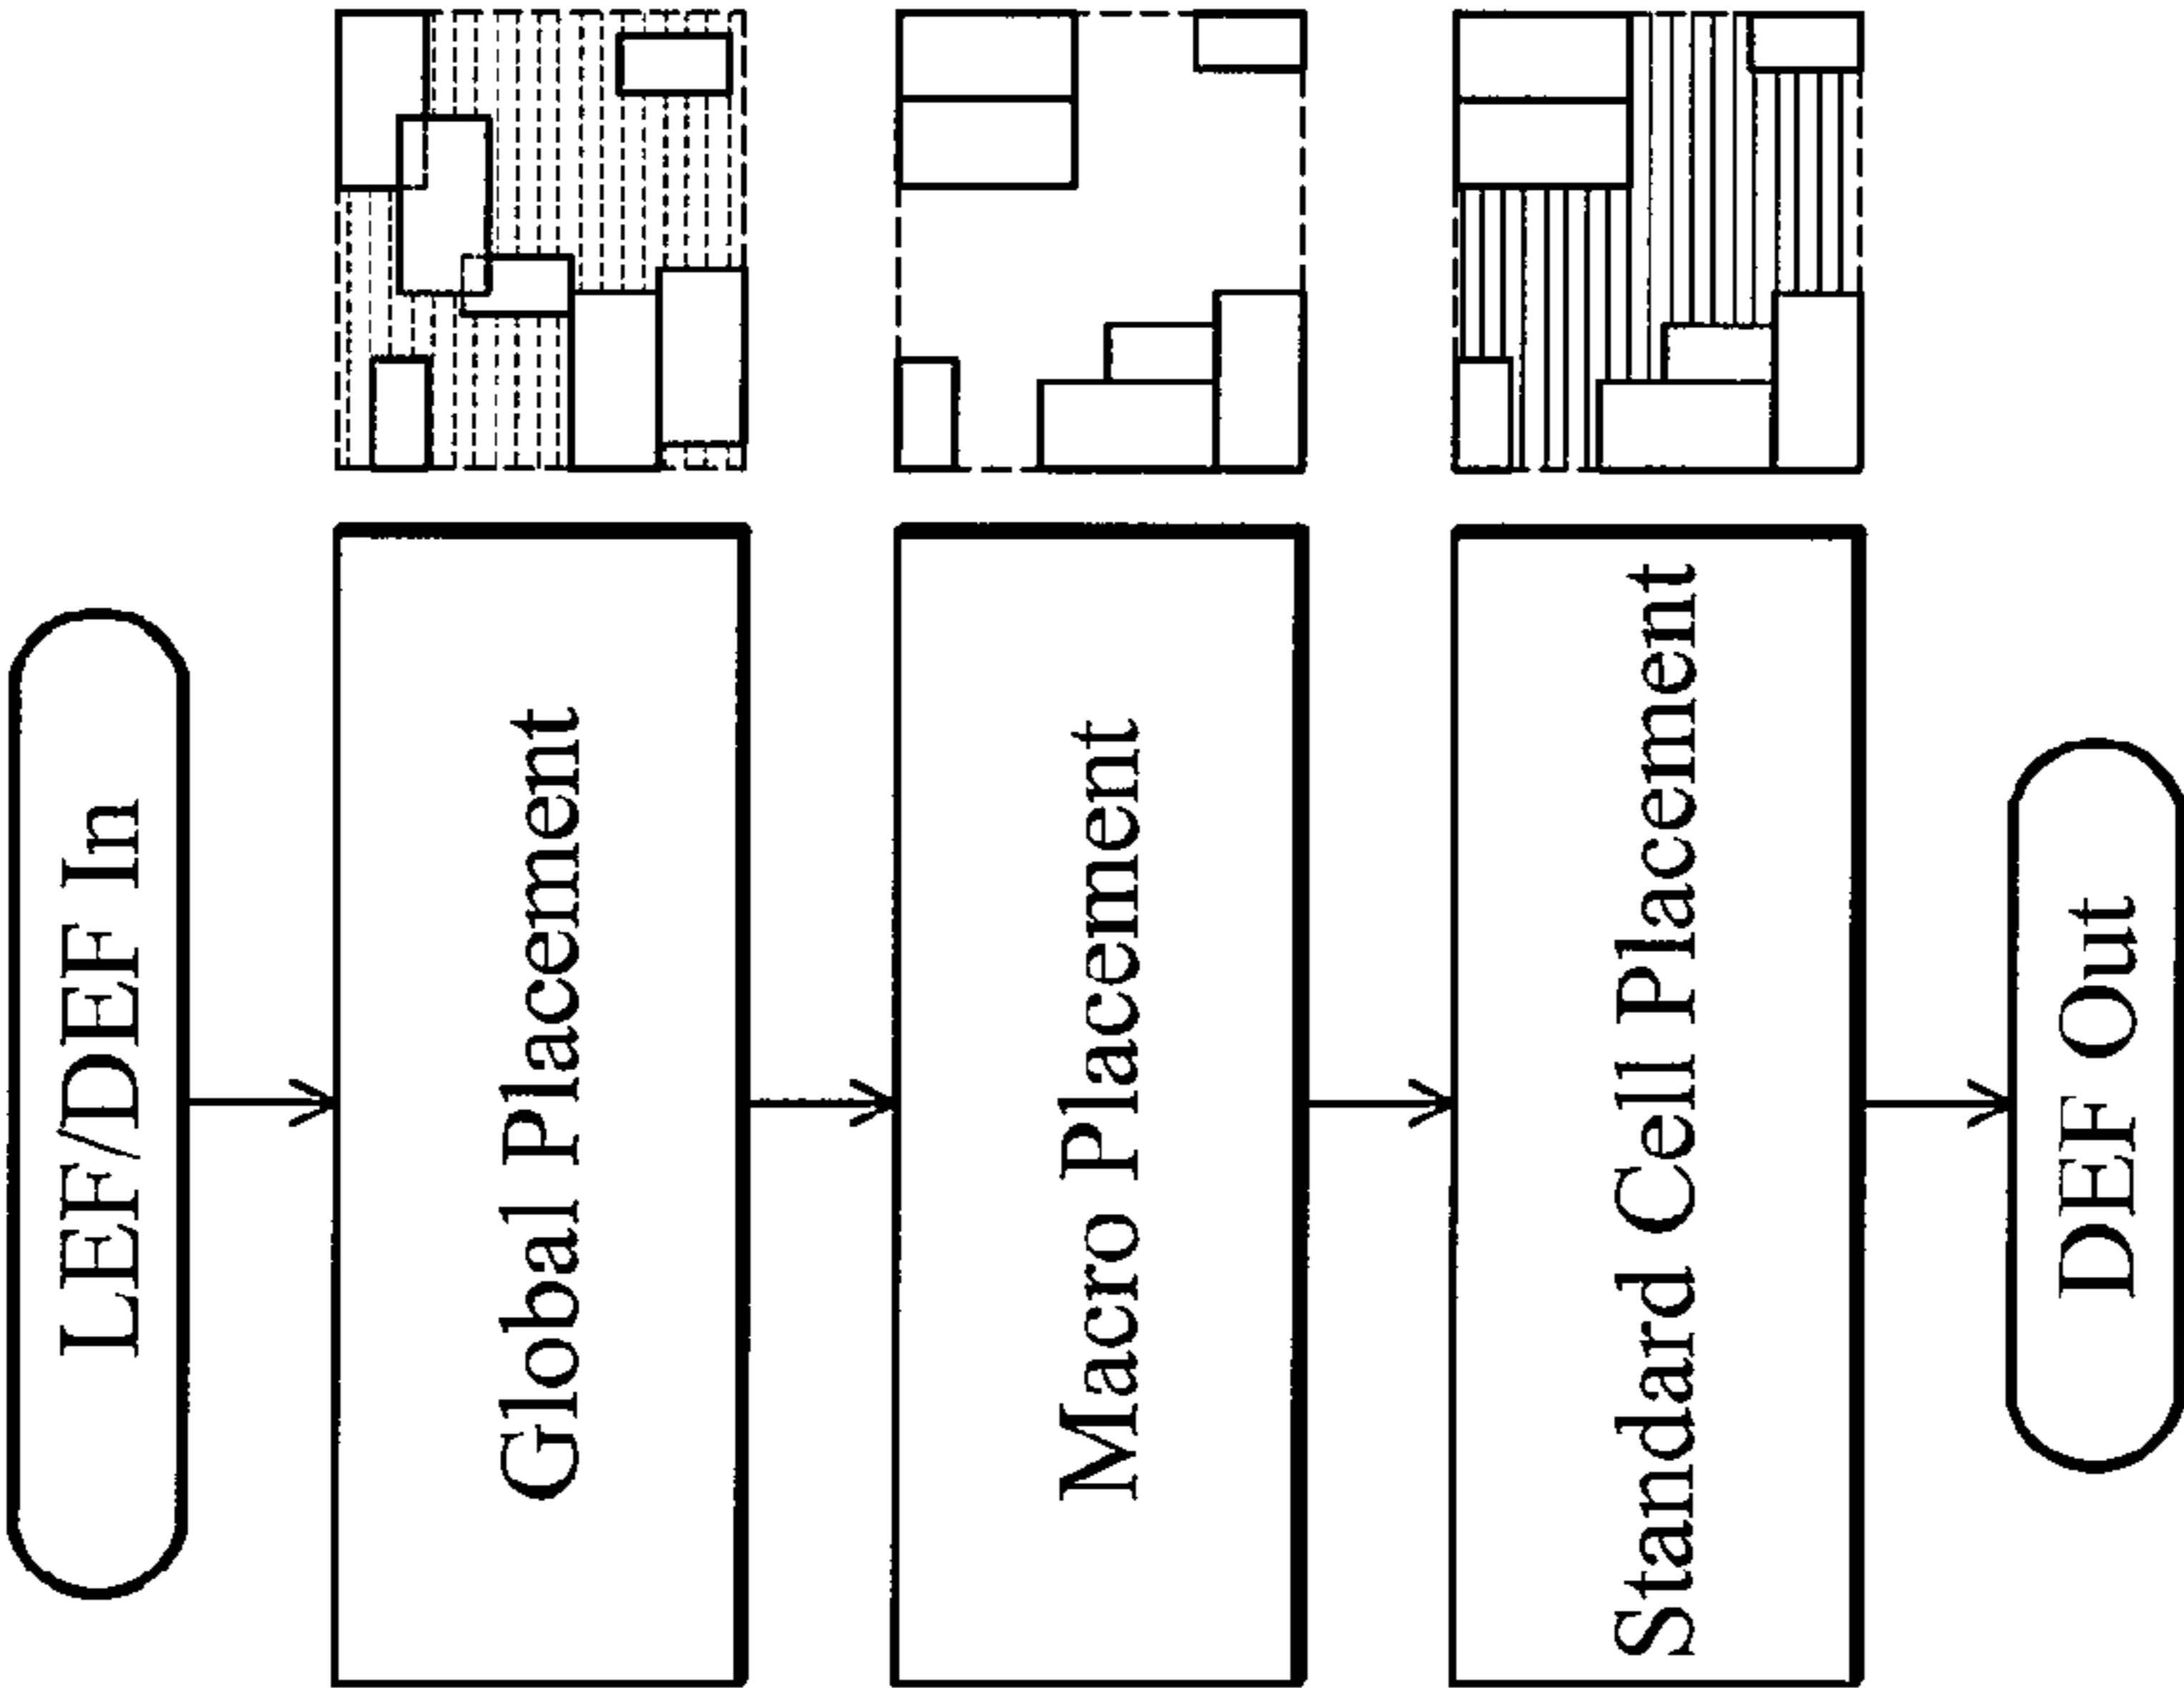 LEF/DEF In
Global Placement
Macro Placement
Standard Cell Placement
DEF Out